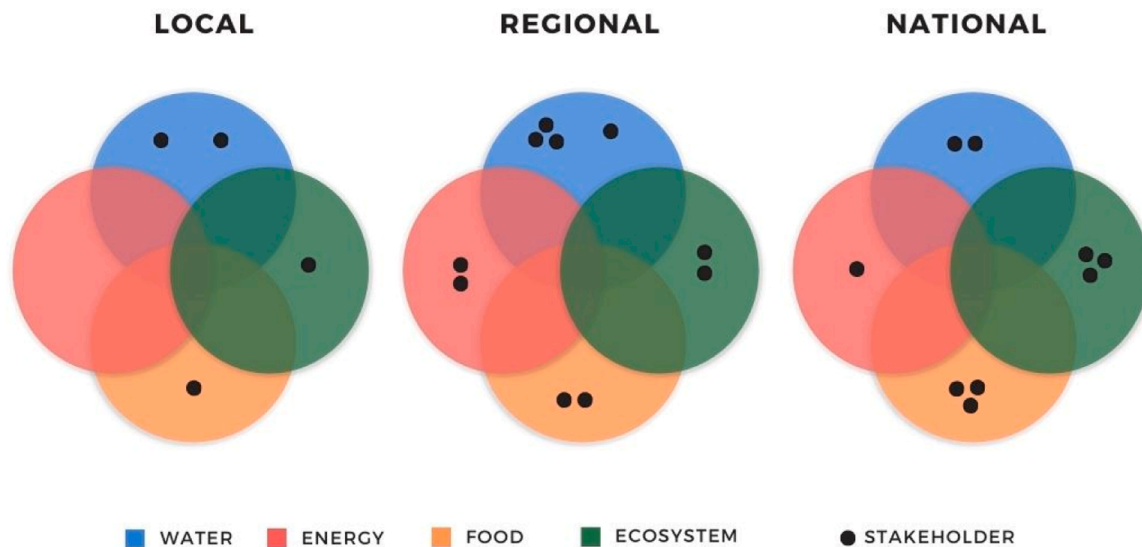 LOCAL REGIONAL NATIONAL
WATER ENERGY FOOD ECOSYSTEM STAKEHOLDER